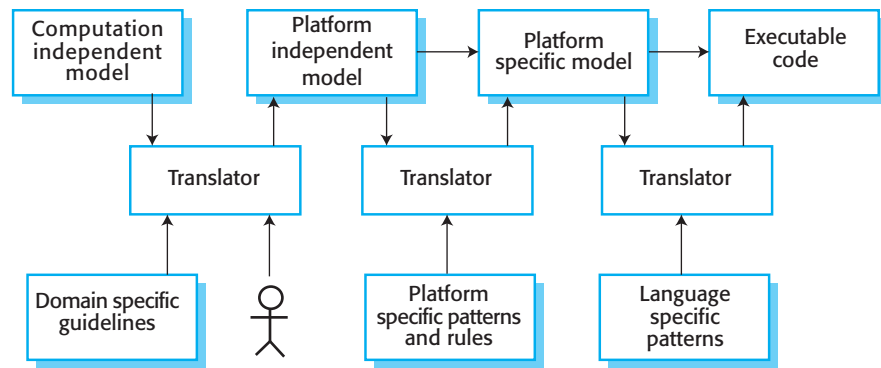 Computation
independent
model
Platform
independent
model
Platform
specific model
Executable
code
Translator
Translator
Translator
Domain specific
guidelines
Platform
specific patterns
and rules
Language
specific
patterns